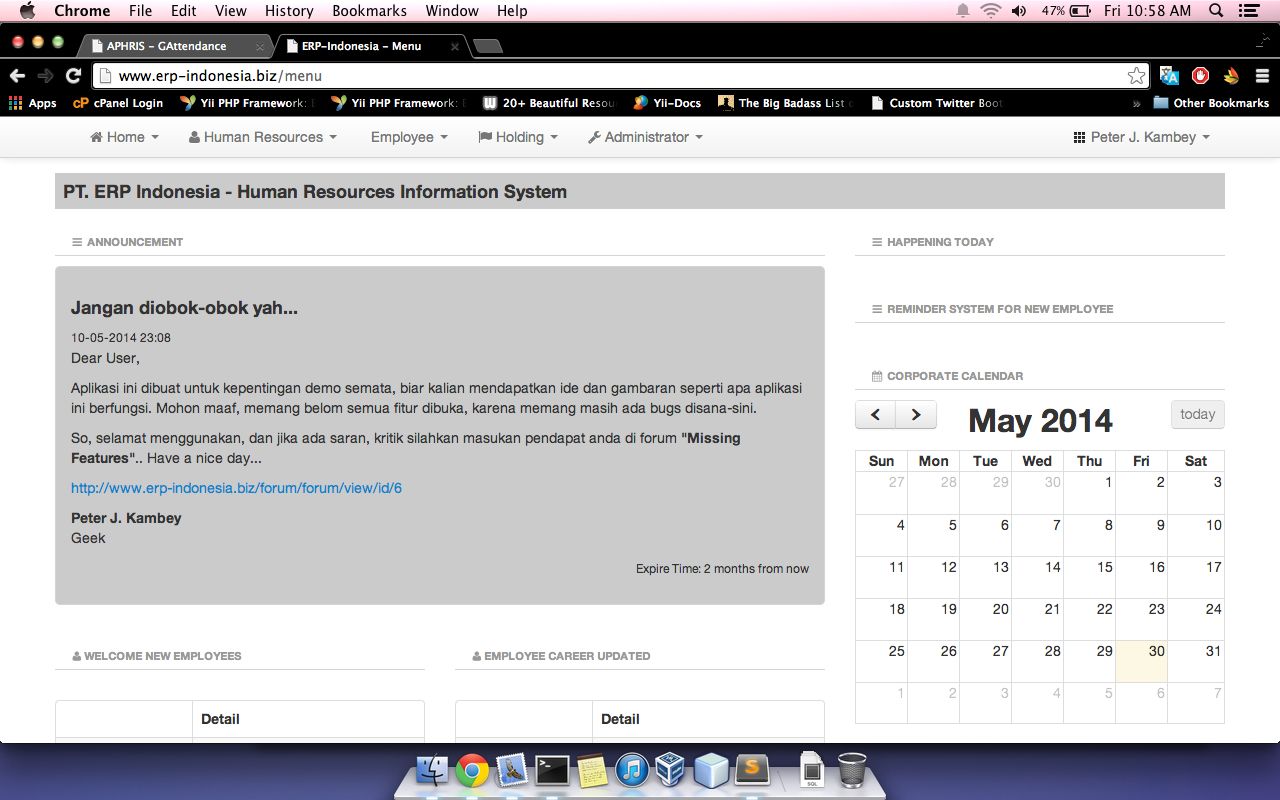 Chrome File Edit View History Bookmarks Window Help 47% Fri 10:58 AM
APHRIS – GAttendance ERP-Indonesia – Menu
www.erp-indonesia.biz/menu
Apps cP cPanel Login Yii PHP Framework: Yii PHP Framework: W 20+ Beautiful Resou Yii-Docs The Big Badass List Custom Twitter Boot » Other Bookmarks
Home Human Resources Employee Holding Administrator Peter J. Kambey
PT. ERP Indonesia - Human Resources Information System
ANNOUNCEMENT
Jangan diobok-obok yah...
10-05-2014 23:08
Dear User,
Aplikasi ini dibuat untuk kepentingan demo semata, biar kalian mendapatkan ide dan gambaran seperti apa aplikasi
ini berfungsi. Mohon maaf, memang belom semua fitur dibuka, karena memang masih ada bugs disana-sini.
So, selamat menggunakan, dan jika ada saran, kritik silahkan masukan pendapat anda di forum "Missing
Features".. Have a nice day...
http://www.erp-indonesia.biz/forum/forum/view/id/6
Peter J. Kambey
Geek
Expire Time: 2 months from now
WELCOME NEW EMPLOYEES
Detail
EMPLOYEE CAREER UPDATED
Detail
HAPPENING TODAY
REMINDER SYSTEM FOR NEW EMPLOYEE
CORPORATE CALENDAR
May 2014 today
Sun Mon Tue Wed Thu Fri Sat
27 28 29 30 1 2 3
4 5 6 7 8 9 10
11 12 13 14 15 16 17
18 19 20 21 22 23 24
25 26 27 28 29 30 31
1 2 3 4 5 6 7
S SQL